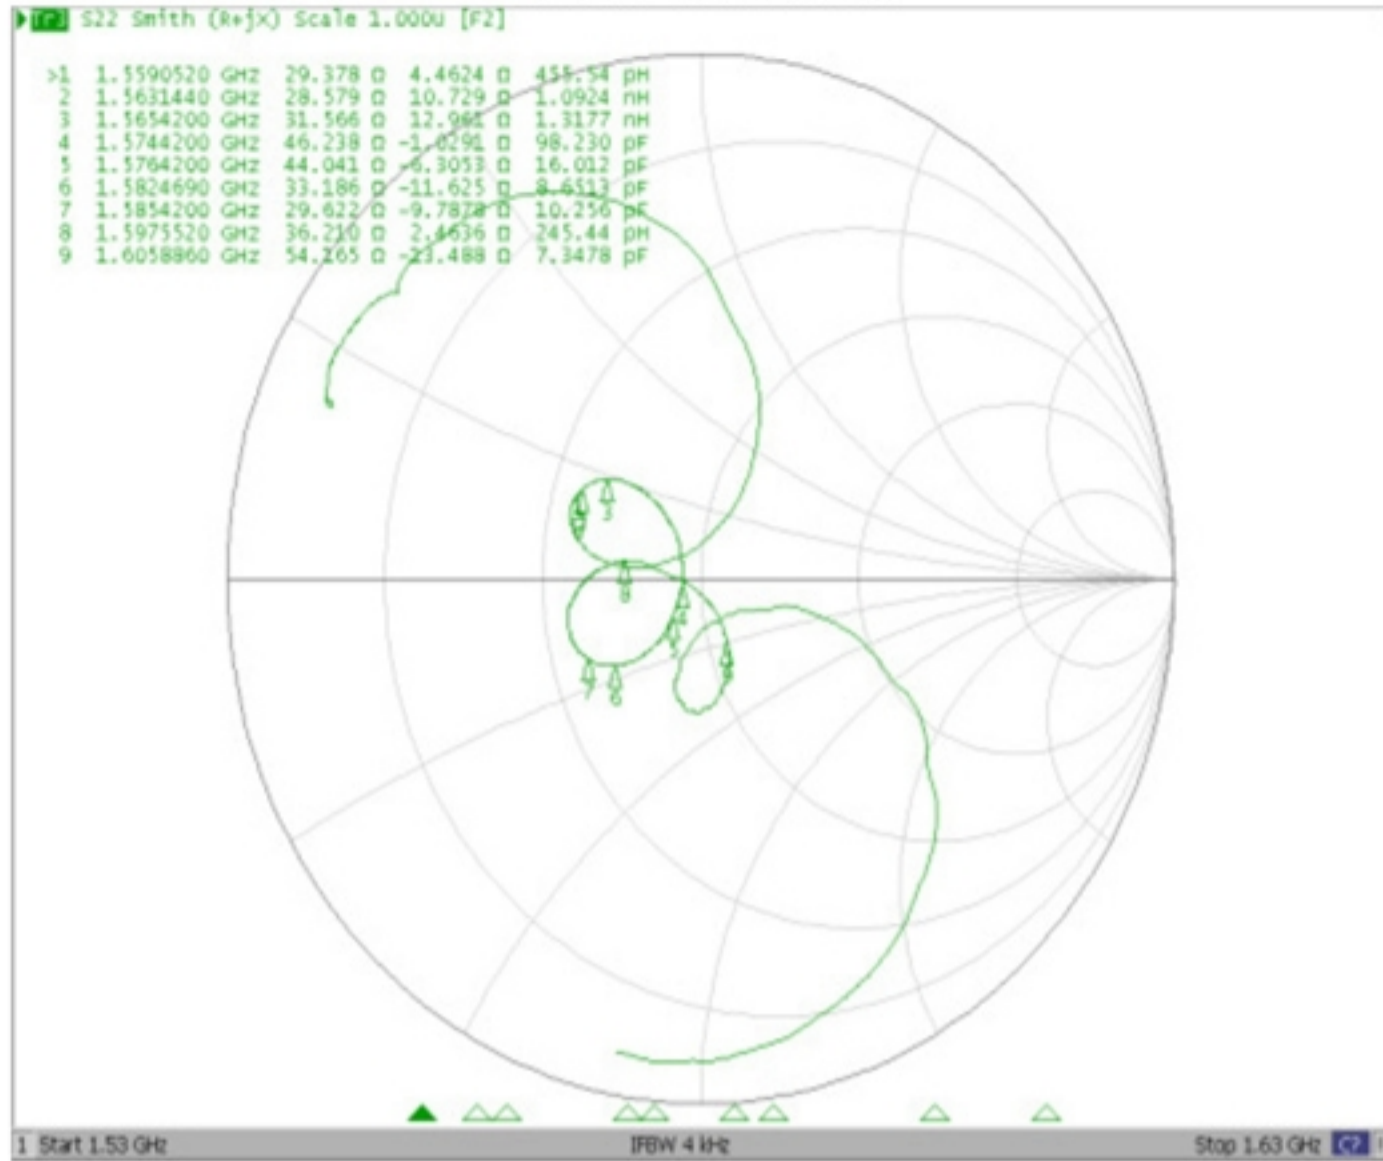 Tr3 S22 Smith (R+jX) Scale 1.000U [F2]
>1 1.5590520 GHz 29.378 Ω 4.4624 Ω 455.54 pH
2 1.5631440 GHz 28.579 Ω 10.729 Ω 1.0924 nH
3 1.5654200 GHz 31.566 Ω 12.961 Ω 1.3177 nH
4 1.5744200 GHz 46.238 Ω -1.0291 Ω 98.230 pF
5 1.5764200 GHz 44.041 Ω -6.3053 Ω 16.012 pF
6 1.5824690 GHz 33.186 Ω -11.625 Ω 8.6513 pF
7 1.5854200 GHz 29.622 Ω -9.7878 Ω 10.256 pF
8 1.5975520 GHz 36.210 Ω 2.4636 Ω 245.44 pH
9 1.6058860 GHz 54.165 Ω -23.488 Ω 7.3478 pF
3
8
7
6
1 Start 1.53 GHz IFBW 4 kHz Stop 1.63 GHz C?